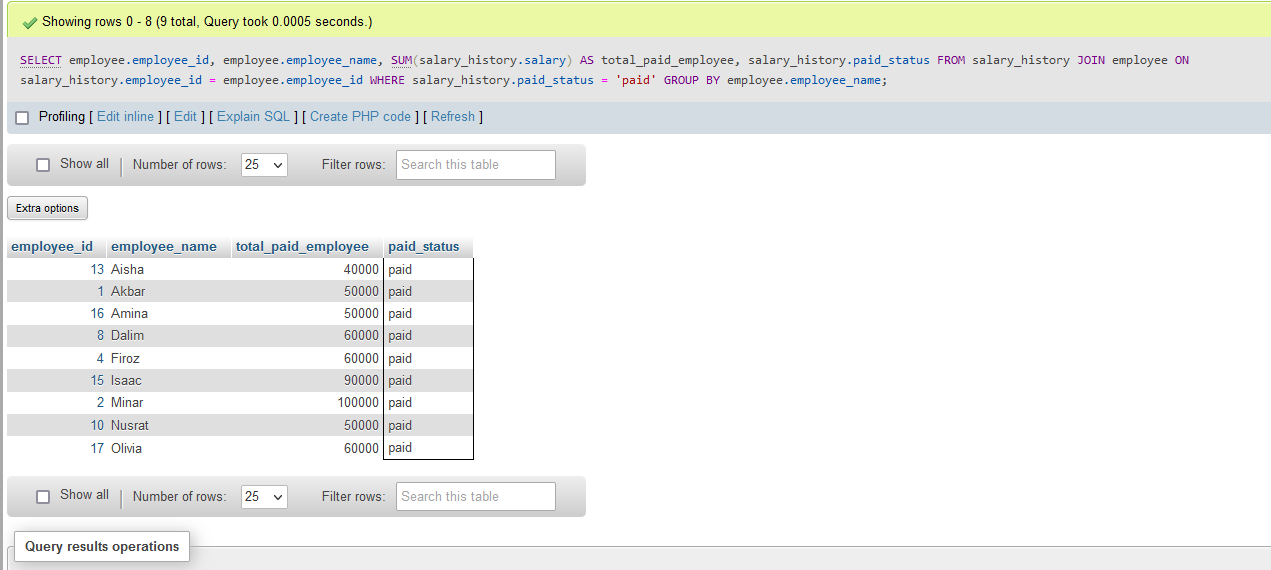 Showing rows 0 - 8 (9 total, Query took 0.0005 seconds.)
SELECT employee.employee_id, employee.employee_name, SUM(salary_history.salary) AS total_paid_employee, salary_history.paid_status FROM salary_history JOIN employee ON
salary_history.employee_id = employee.employee_id WHERE salary_history.paid_status = 'paid' GROUP BY employee.employee_name;
Profiling [ Edit inline ] [ Edit ] [ Explain SQL ] [ Create PHP code ] [ Refresh ]
Show all | Number of rows: 25 Filter rows: Search this table
Extra options
employee_id employee_name total_paid_employee paid_status
13 Aisha 40000 paid
1 Akbar 50000 paid
16 Amina 50000 paid
8 Dalim 60000 paid
4 Firoz 60000 paid
15 Isaac 90000 paid
2 Minar 100000 paid
10 Nusrat 50000 paid
17 Olivia 60000 paid
Show all | Number of rows: 25 Filter rows: Search this table
Query results operations